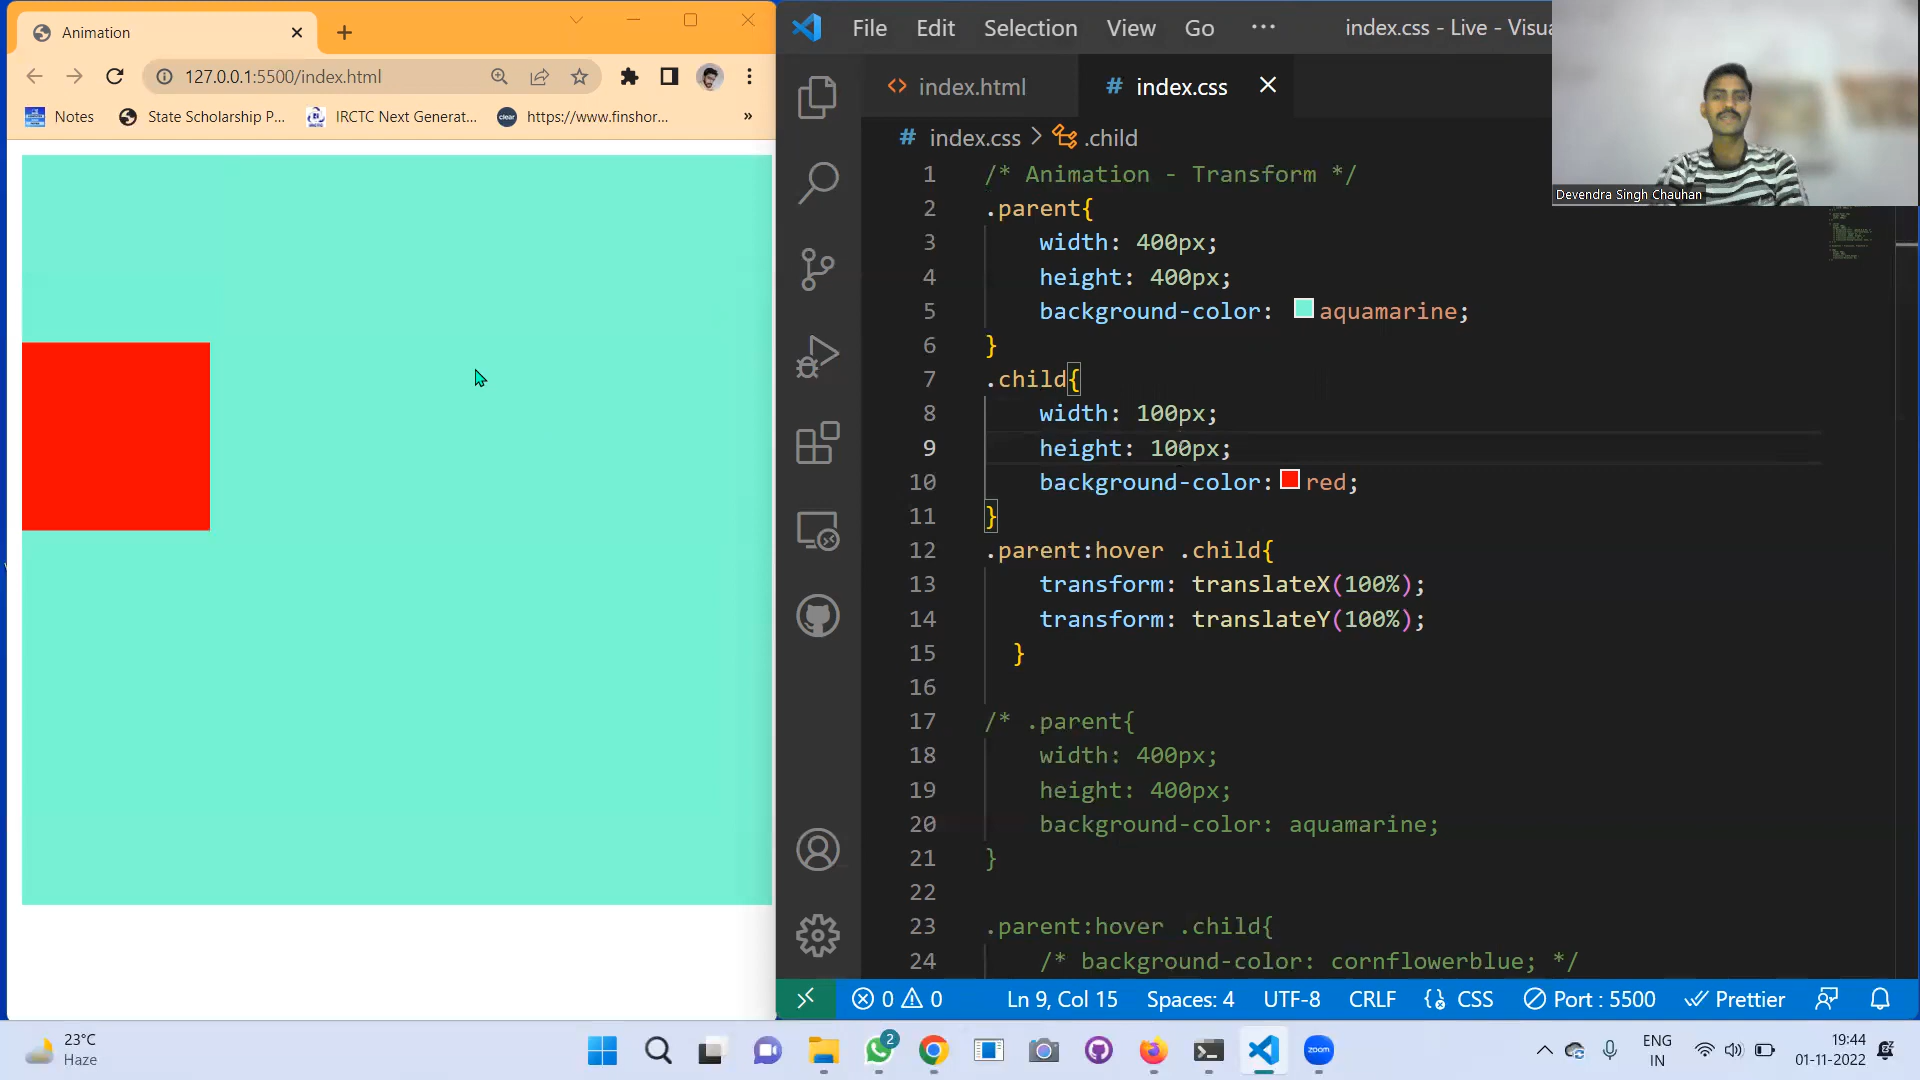 Animation
127.0.0.1:5500/index.html
Notes
State Scholarship P...
IRCTC Next Generat...
clear
https://www.finshor...
»
File Edit Selection View Go ···
index.css - Live - Visua
<> index.html
# index.css
# index.css > .child
Devendra Singh Chauhan
1 /* Animation - Transform */
2 .parent{
3 width: 400px;
4 height: 400px;
5 background-color: aquamarine;
6 }
7 .child{
8 width: 100px;
9 height: 100px;
10 background-color: red;
11 }
12 .parent:hover .child{
13 transform: translateX(100%);
14 transform: translateY(100%);
15 }
16
17 /* .parent{
18 width: 400px;
19 height: 400px;
20 background-color: aquamarine;
21 }
22
23 .parent:hover .child{
24 /* background-color: cornflowerblue; */
0 0 Ln 9, Col 15 Spaces: 4 UTF-8 CRLF CSS Port : 5500 Prettier
23°C
Haze
2
zoom
ENG
IN
19:44
01-11-2022